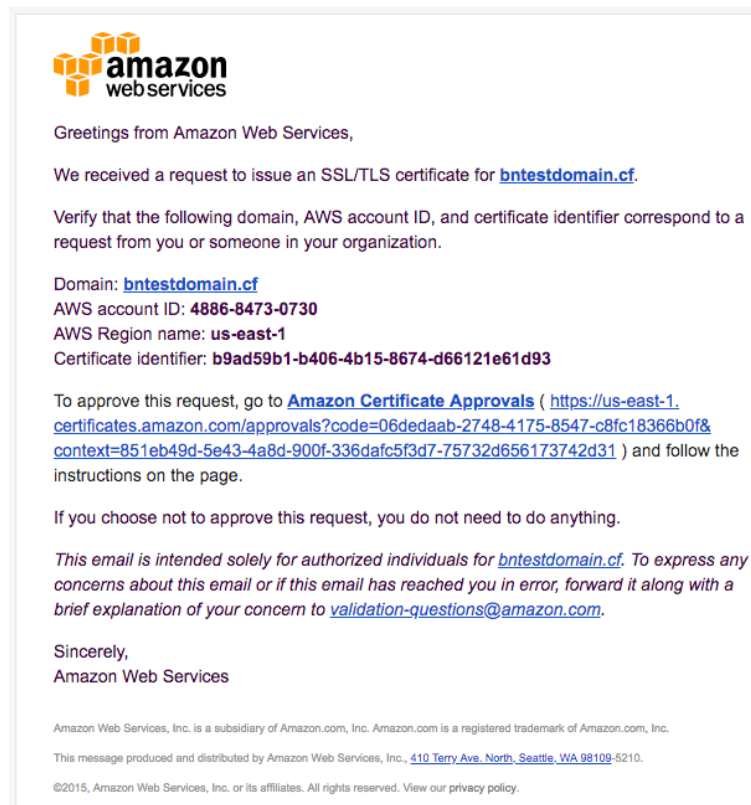 amazon
webservices
Greetings from Amazon Web Services,
We received a request to issue an SSL/TLS certificate for bntestdomain.cf.
Verify that the following domain, AWS account ID, and certificate identifier correspond to a
request from you or someone in your organization.
Domain: bntestdomain.cf
AWS account ID: 4886-8473-0730
AWS Region name: us-east-1
Certificate identifier: b9ad59b1-b406-4b15-8674-d66121e61d93
To approve this request, go to Amazon Certificate Approvals ( https://us-east-1.
certificates.amazon.com/approvals?code=06dedaab-2748-4175-8547-c8fc18366b0f&
context=851eb49d-5e43-4a8d-900f-336dafc5f3d7-75732d656173742d31 ) and follow the
instructions on the page.
If you choose not to approve this request, you do not need to do anything.
This email is intended solely for authorized individuals for bntestdomain.cf. To express any
concerns about this email or if this email has reached you in error, forward it along with a
brief explanation of your concern to validation-questions@amazon.com.
Sincerely,
Amazon Web Services
Amazon Web Services, Inc. is a subsidiary of Amazon.com, Inc. Amazon.com is a registered trademark of Amazon.com, Inc.
This message produced and distributed by Amazon Web Services, Inc., 410 Terry Ave. North, Seattle, WA 98109-5210.
©2015, Amazon Web Services, Inc. or its affiliates. All rights reserved. View our privacy policy.